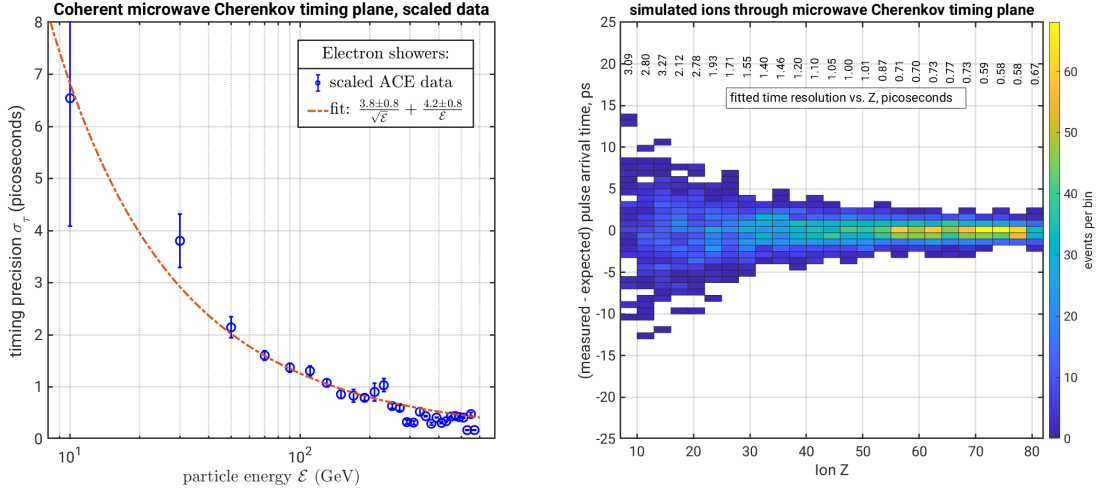 Coherent microwave Cherenkov timing plane, scaled data
8
7
6
5
4
3
2
1
0
timing precision σ_τ (picoseconds)
Electron showers:
scaled ACE data
fit: 3.8±0.8/√ℰ + 4.2±0.8/ℰ
10^1
10^2
particle energy ℰ (GeV)
simulated ions through microwave Cherenkov timing plane
25
20
15
10
5
0
-5
-10
-15
-20
-25
(measured - expected) pulse arrival time, ps
3.09 2.80 3.27 2.12 2.78 1.93 1.71 1.55 1.40 1.46 1.20 1.10 1.05 1.00 1.01 0.87 0.71 0.70 0.73 0.77 0.73 0.59 0.58 0.58 0.67
fitted time resolution vs. Z, picoseconds
10 20 30 40 50 60 70 80
Ion Z
60
50
40
30
20
10
0
events per bin